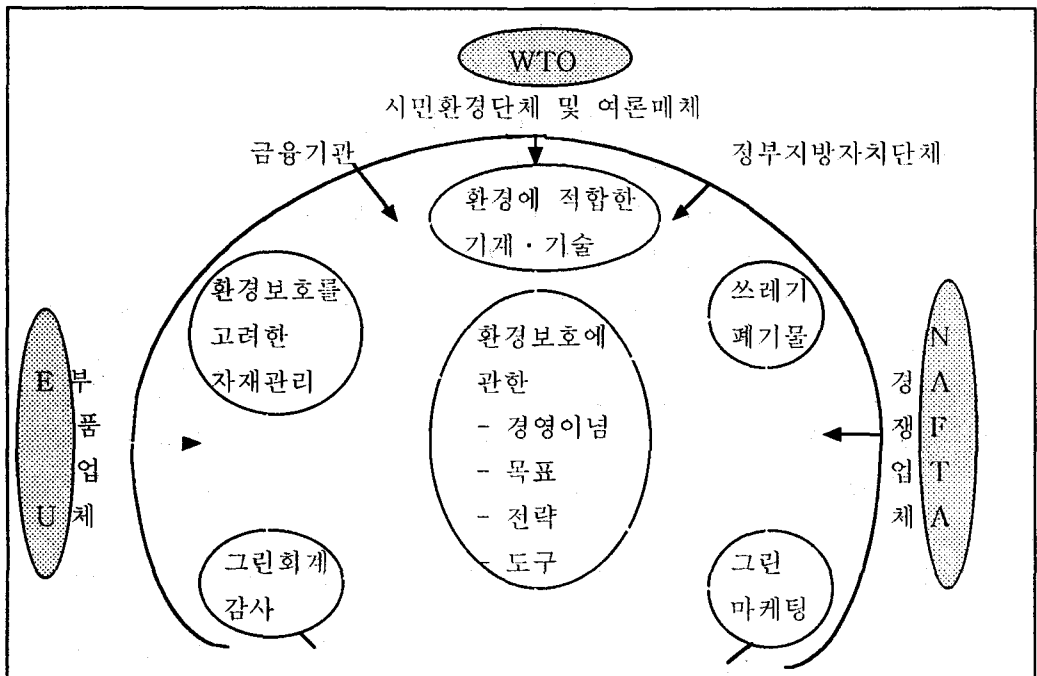 WTO
시민환경단체 및 여론매체
금융기관
정부지방자치단체
환경에 적합한
기재·기술
환경보호를
고려한
자재관리
쓰레기
폐기물
환경보호에
관한
- 경영이념
- 목표
- 전략
- 도구
EU
부품업체
경쟁업체
NAFTA
그린회계
감사
그린
마케팅